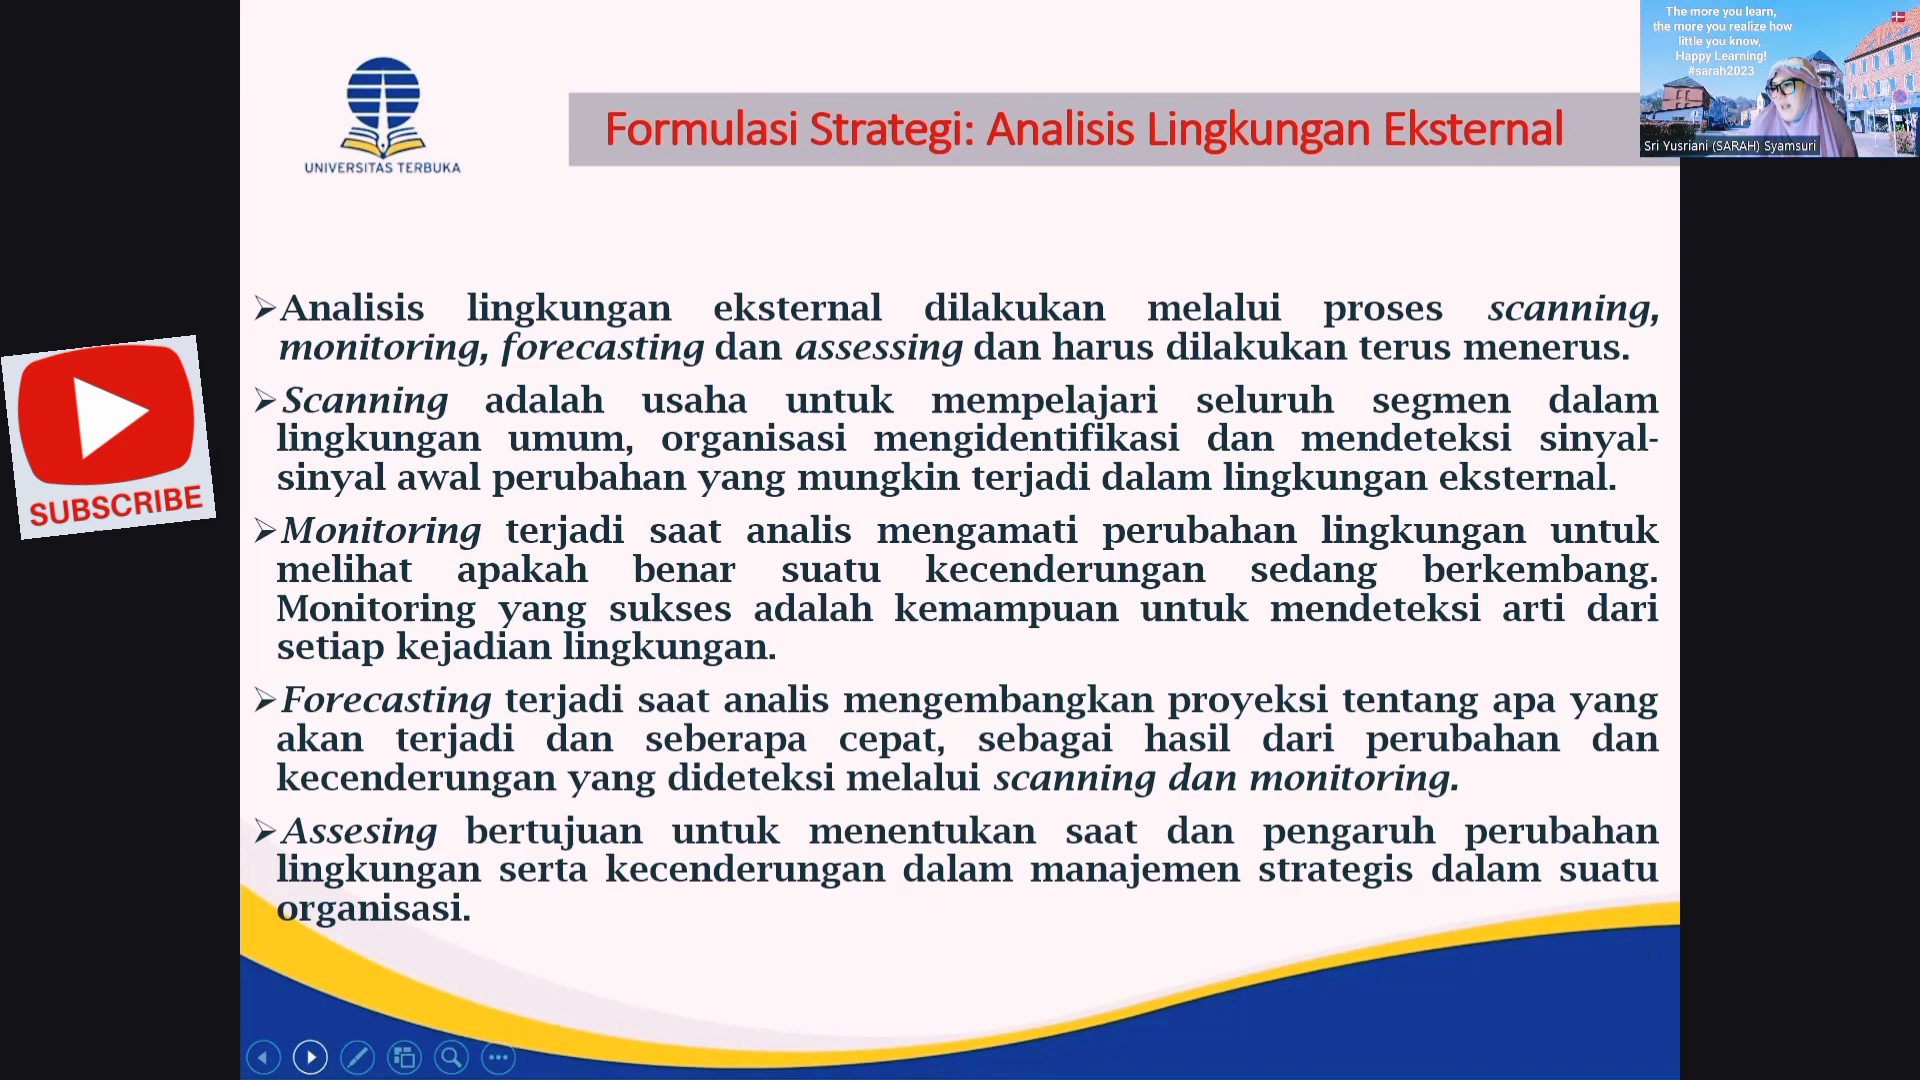 The more you learn,
the more you realize how
little you know,
Happy Learning!
#sarah2023
Sri Yusriani (SARAH) Syamsuri
UNIVERSITAS TERBUKA
Formulasi Strategi: Analisis Lingkungan Eksternal
➢Analisis lingkungan eksternal dilakukan melalui proses scanning,
monitoring, forecasting dan assessing dan harus dilakukan terus menerus.
➢Scanning adalah usaha untuk mempelajari seluruh segmen dalam
lingkungan umum, organisasi mengidentifikasi dan mendeteksi sinyal-
sinyal awal perubahan yang mungkin terjadi dalam lingkungan eksternal.
➢Monitoring terjadi saat analis mengamati perubahan lingkungan untuk
melihat apakah benar suatu kecenderungan sedang berkembang.
Monitoring yang sukses adalah kemampuan untuk mendeteksi arti dari
setiap kejadian lingkungan.
➢Forecasting terjadi saat analis mengembangkan proyeksi tentang apa yang
akan terjadi dan seberapa cepat, sebagai hasil dari perubahan dan
kecenderungan yang dideteksi melalui scanning dan monitoring.
➢Assesing bertujuan untuk menentukan saat dan pengaruh perubahan
lingkungan serta kecenderungan dalam manajemen strategis dalam suatu
organisasi.
SUBSCRIBE